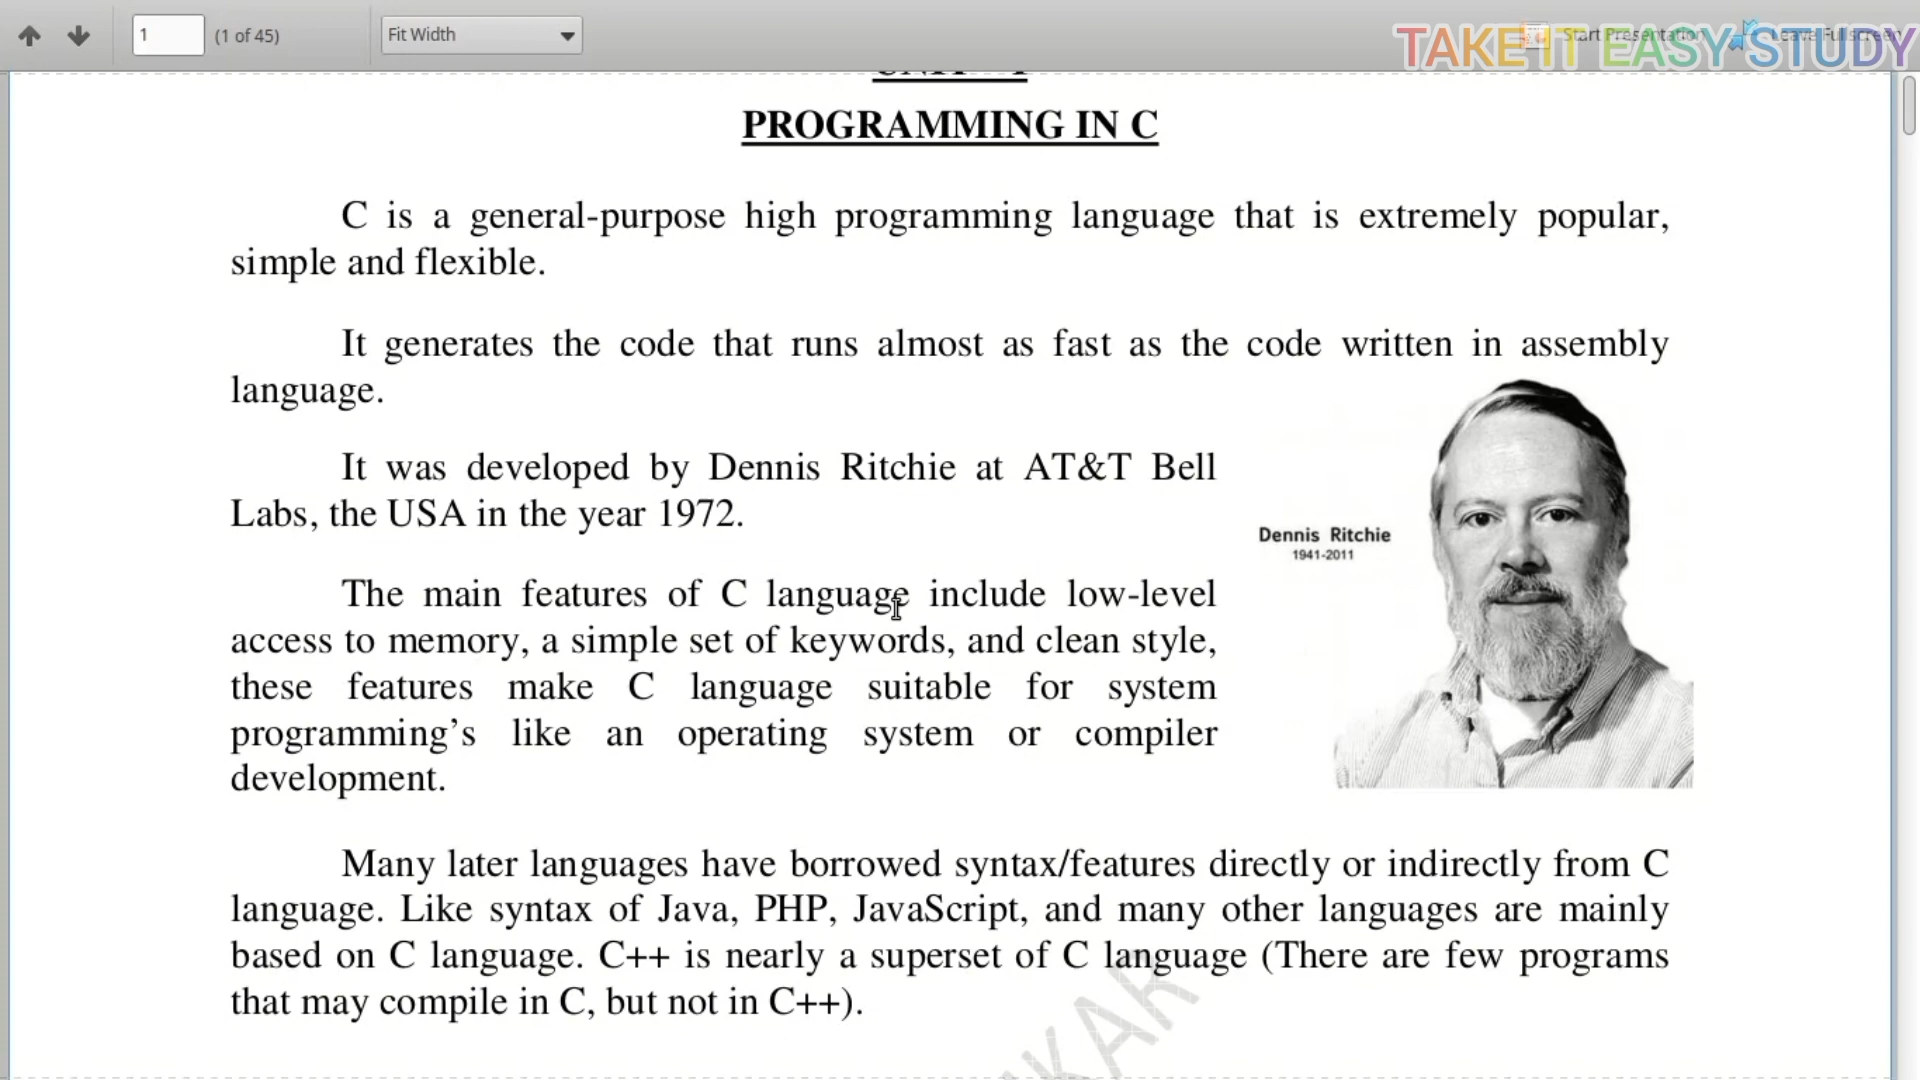 1 (1 of 45) Fit Width Start Presentation Leave Fullscreen
TAKE IT EASY STUDY
UNIT - I
PROGRAMMING IN C
C is a general-purpose high programming language that is extremely popular,
simple and flexible.
It generates the code that runs almost as fast as the code written in assembly
language.
It was developed by Dennis Ritchie at AT&T Bell
Labs, the USA in the year 1972.
Dennis Ritchie
1941-2011
The main features of C language include low-level
access to memory, a simple set of keywords, and clean style,
these features make C language suitable for system
programming’s like an operating system or compiler
development.
Many later languages have borrowed syntax/features directly or indirectly from C
language. Like syntax of Java, PHP, JavaScript, and many other languages are mainly
based on C language. C++ is nearly a superset of C language (There are few programs
that may compile in C, but not in C++).